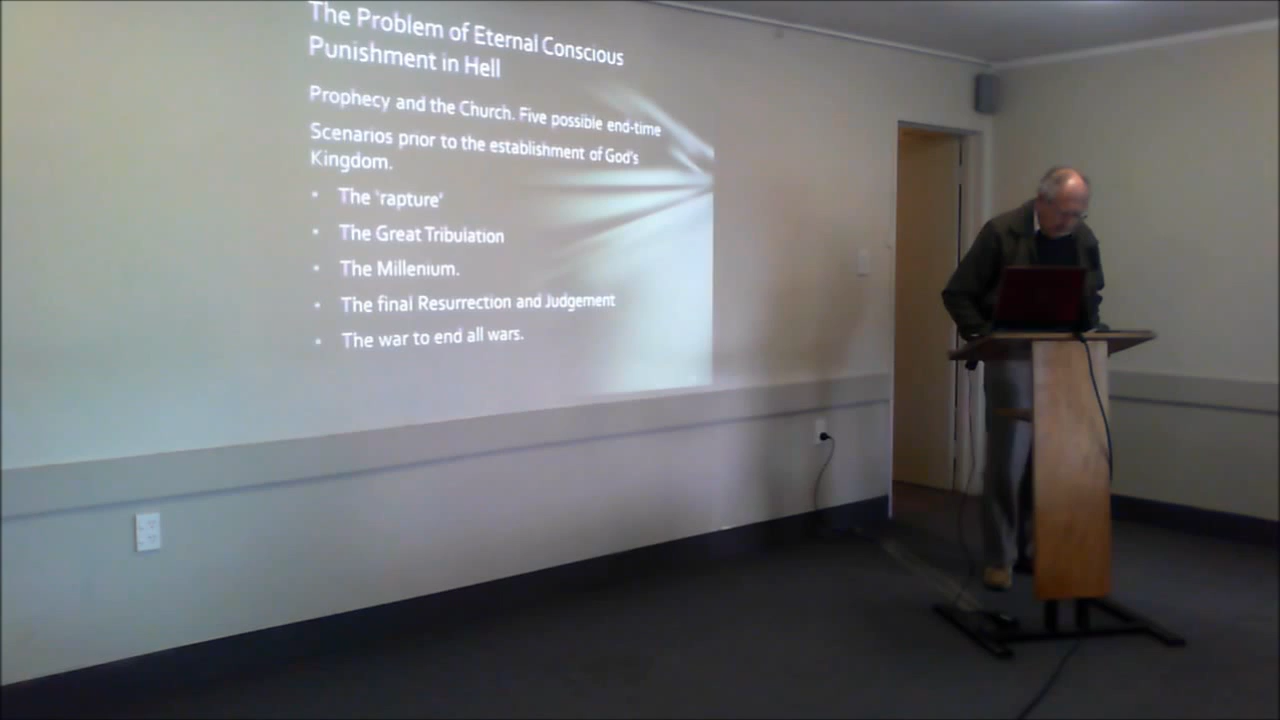 The Problem of Eternal Conscious
Punishment in Hell
Prophecy and the Church. Five possible end-time
Scenarios prior to the establishment of God's
Kingdom.
• The 'rapture'
• The Great Tribulation
• The Millenium.
• The final Resurrection and Judgement
• The war to end all wars.